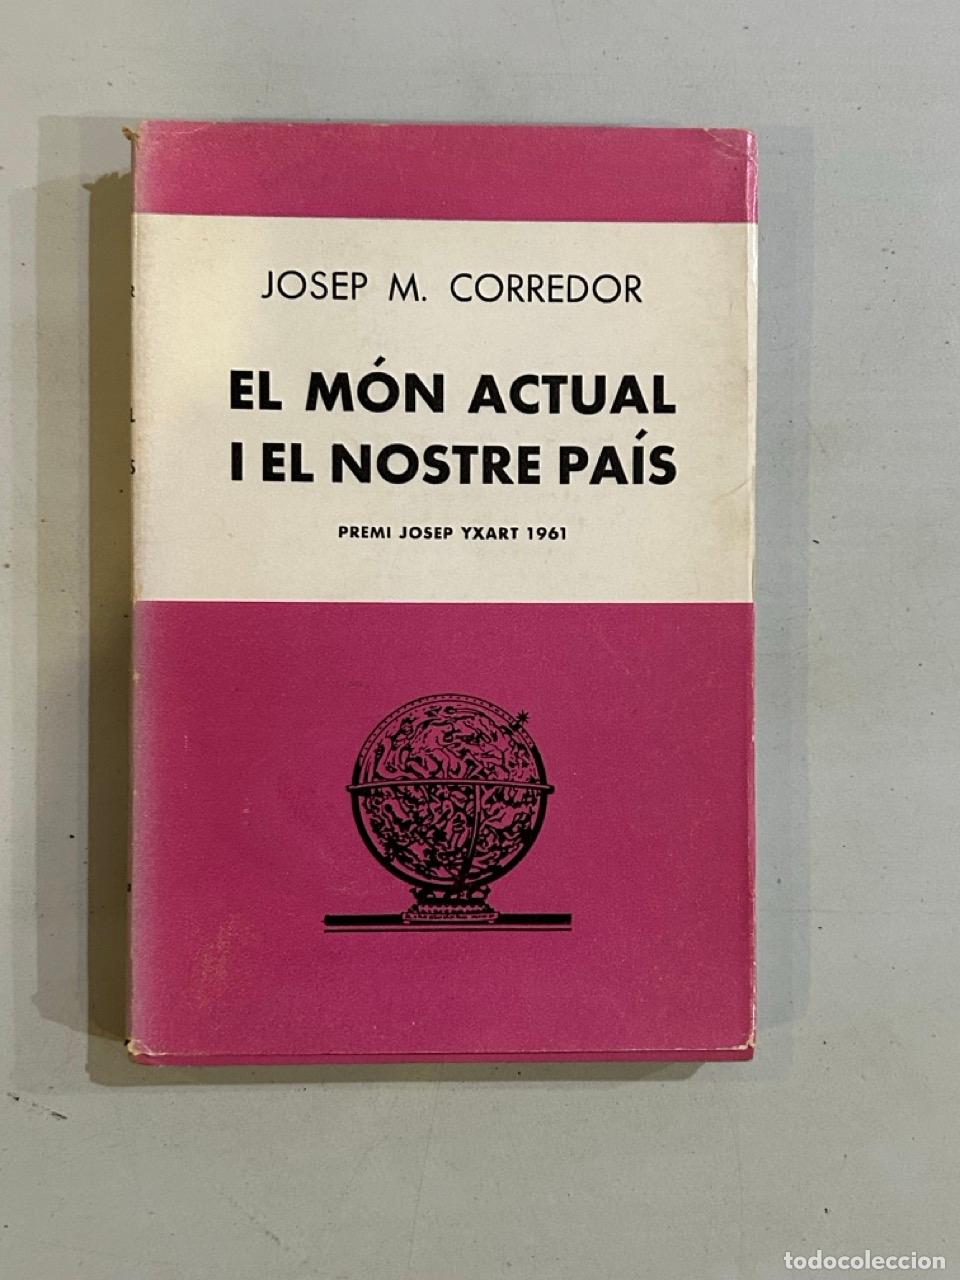 JOSEP M. CORREDOR
EL MÓN ACTUAL
I EL NOSTRE PAÍS
PREMI JOSEP YXART 1961
R
L
S
todocoleccion